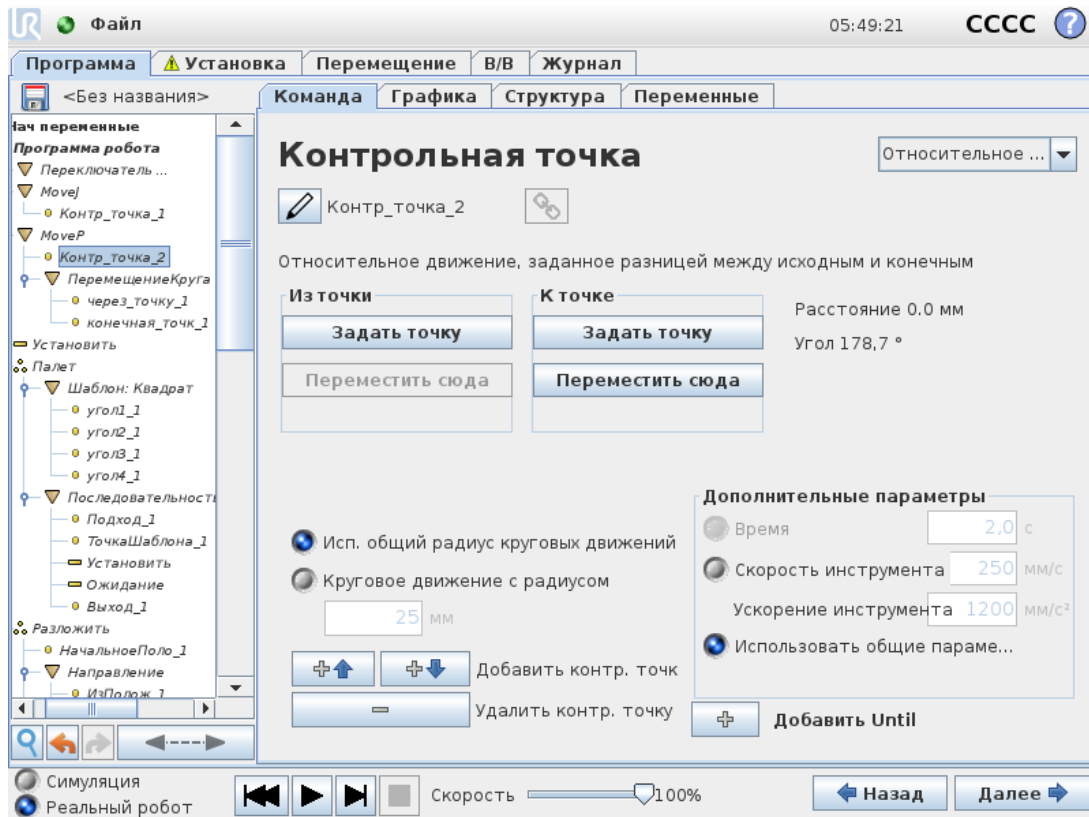 UR Файл 05:49:21 CCCC ?
Программа Установка Перемещение В/В Журнал
<Без названия> Команда Графика Структура Переменные
Нач переменные
Программа робота
Переключатель ...
MoveJ
Контр_точка_1
MoveP
Контр_точка_2
ПеремещениеКруга
через_точку_1
конечная_точк_1
Установить
Палет
Шаблон: Квадрат
угол1_1
угол2_1
угол3_1
угол4_1
Последовательность
Подход_1
ТочкаШаблона_1
Установить
Ожидание
Выход_1
Разложить
НачальноеПоло_1
Направление
ИзПолож_1
Контрольная точка
Относительное ...
Контр_точка_2
Относительное движение, заданное разницей между исходным и конечным
Из точки
Задать точку
Переместить сюда
К точке
Задать точку
Переместить сюда
Расстояние 0.0 мм
Угол 178,7 °
Исп. общий радиус круговых движений
Круговое движение с радиусом
25 мм
Добавить контр. точк
Удалить контр. точку
Дополнительные параметры
Время 2,0 с
Скорость инструмента 250 мм/с
Ускорение инструмента 1200 мм/с²
Использовать общие параме...
Добавить Until
Симуляция
Реальный робот
Скорость 100%
Назад Далее